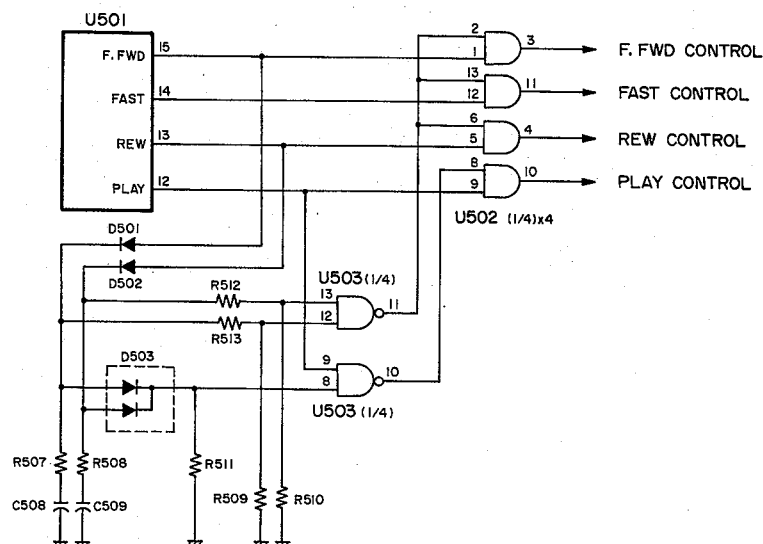 U501
F. FWD
15
FAST
14
REW
13
PLAY
12
2
1
3
F. FWD CONTROL
13
12
11
FAST CONTROL
6
5
4
REW CONTROL
8
9
10
PLAY CONTROL
U502 (1/4)x4
D501
D502
R512
R513
U503 (1/4)
13
12
11
D503
9
8
10
U503 (1/4)
R507
R508
R511
R509
R510
C508
C509